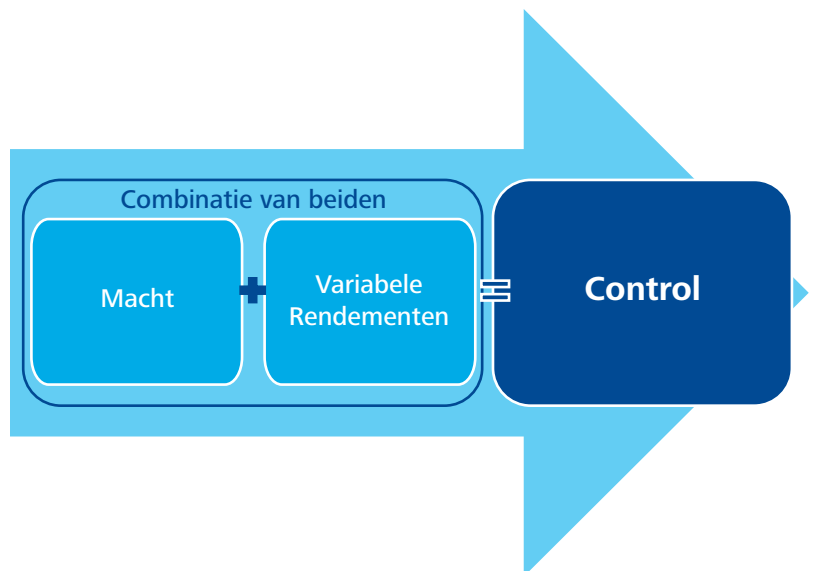 Combinatie van beiden
Macht
+
Variabele
Rendementen
=
Control